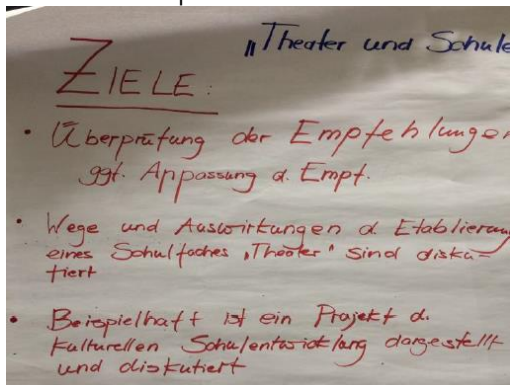 „Theater und Schule
ZIELE:
• Überprüfung der Empfehlungen
ggf. Appassung d. Empf.
• Wege und Auswirkungen d. Etablierung
eines Schulfaches „Theater" sind disku-
tiert
• Beispielhaft ist ein Projekt d.
kulturellen Schulentwicklung dargestellt
und diskutiert